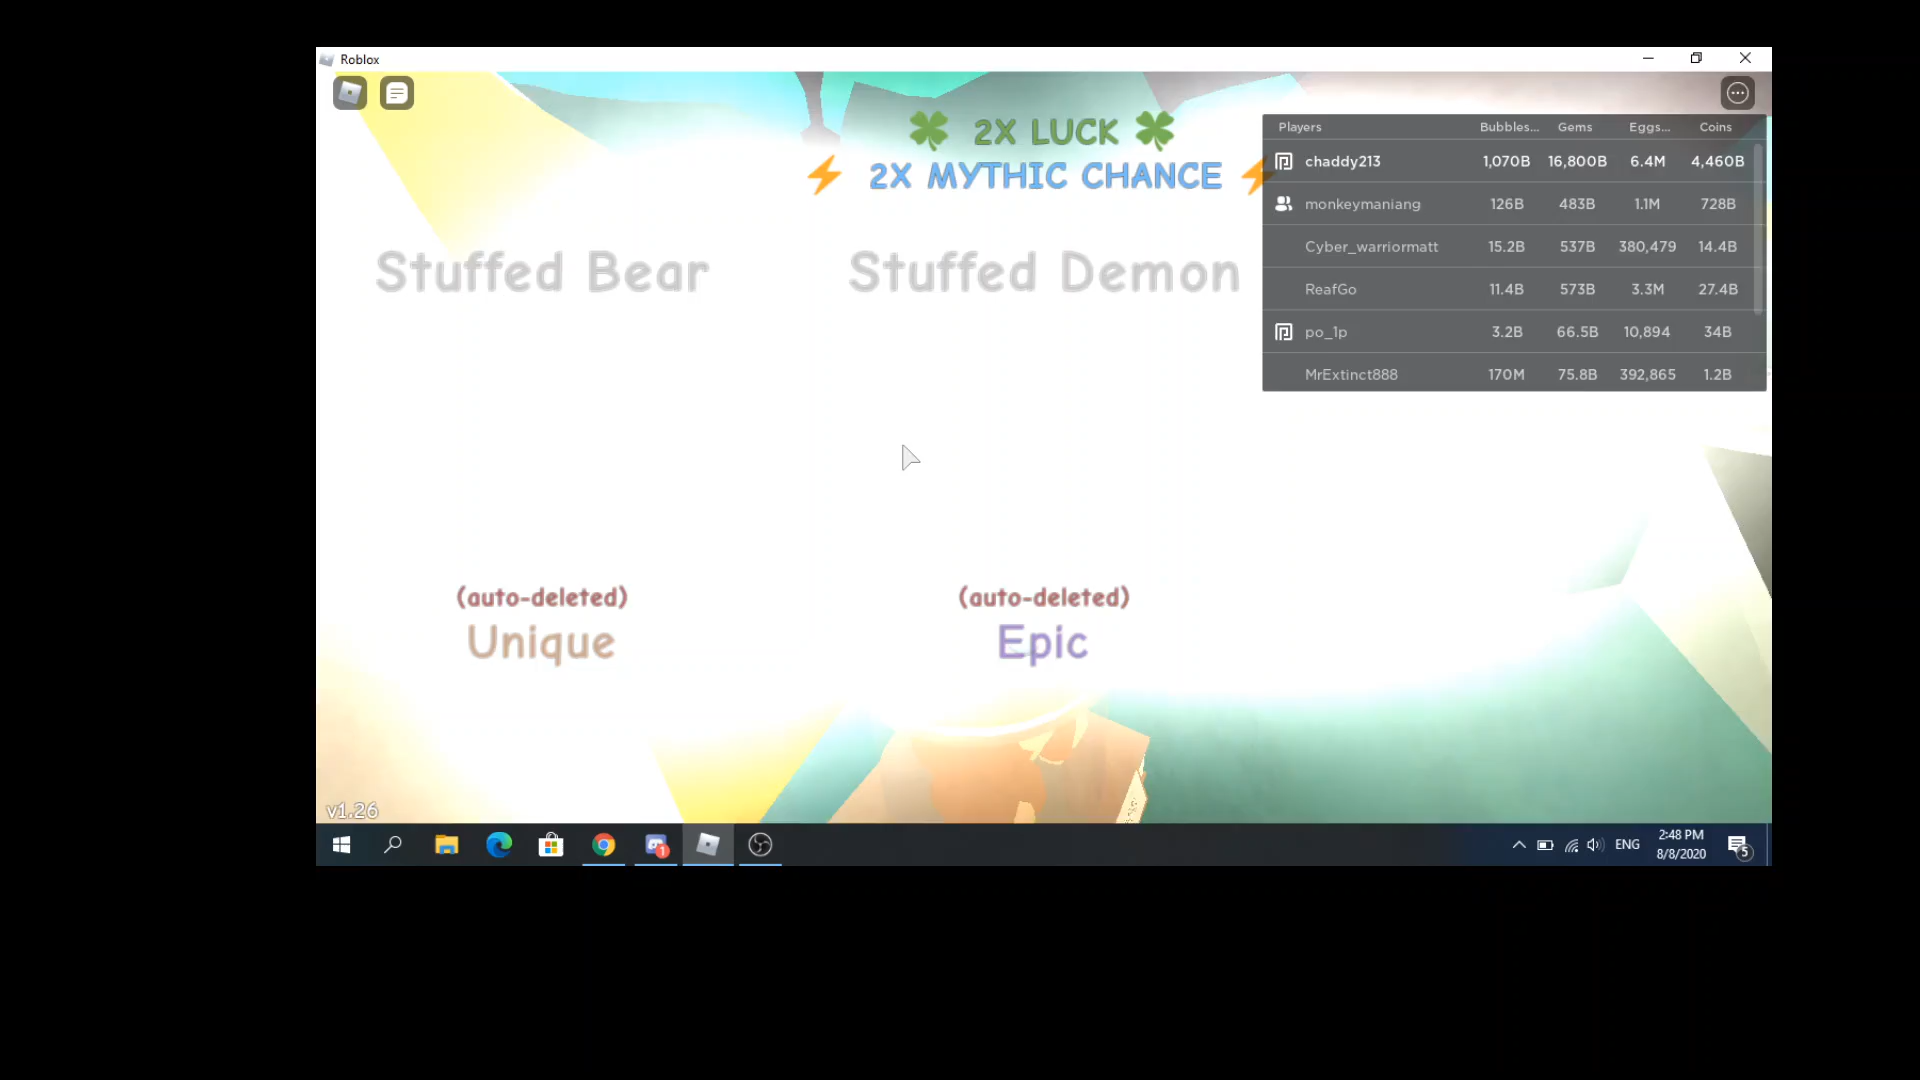 Roblox
2X LUCK
2X MYTHIC CHANCE
Players Bubbles... Gems Eggs... Coins
chaddy213 1,070B 16,800B 6.4M 4,460B
monkeymaniang 126B 483B 1.1M 728B
Cyber_warriormatt 15.2B 537B 380,479 14.4B
ReafGo 11.4B 573B 3.3M 27.4B
po_1p 3.2B 66.5B 10,894 34B
MrExtinct888 170M 75.8B 392,865 1.2B
Stuffed Bear Stuffed Demon
(auto-deleted) (auto-deleted)
Unique Epic
v1.26
1
ENG
2:48 PM
8/8/2020
5